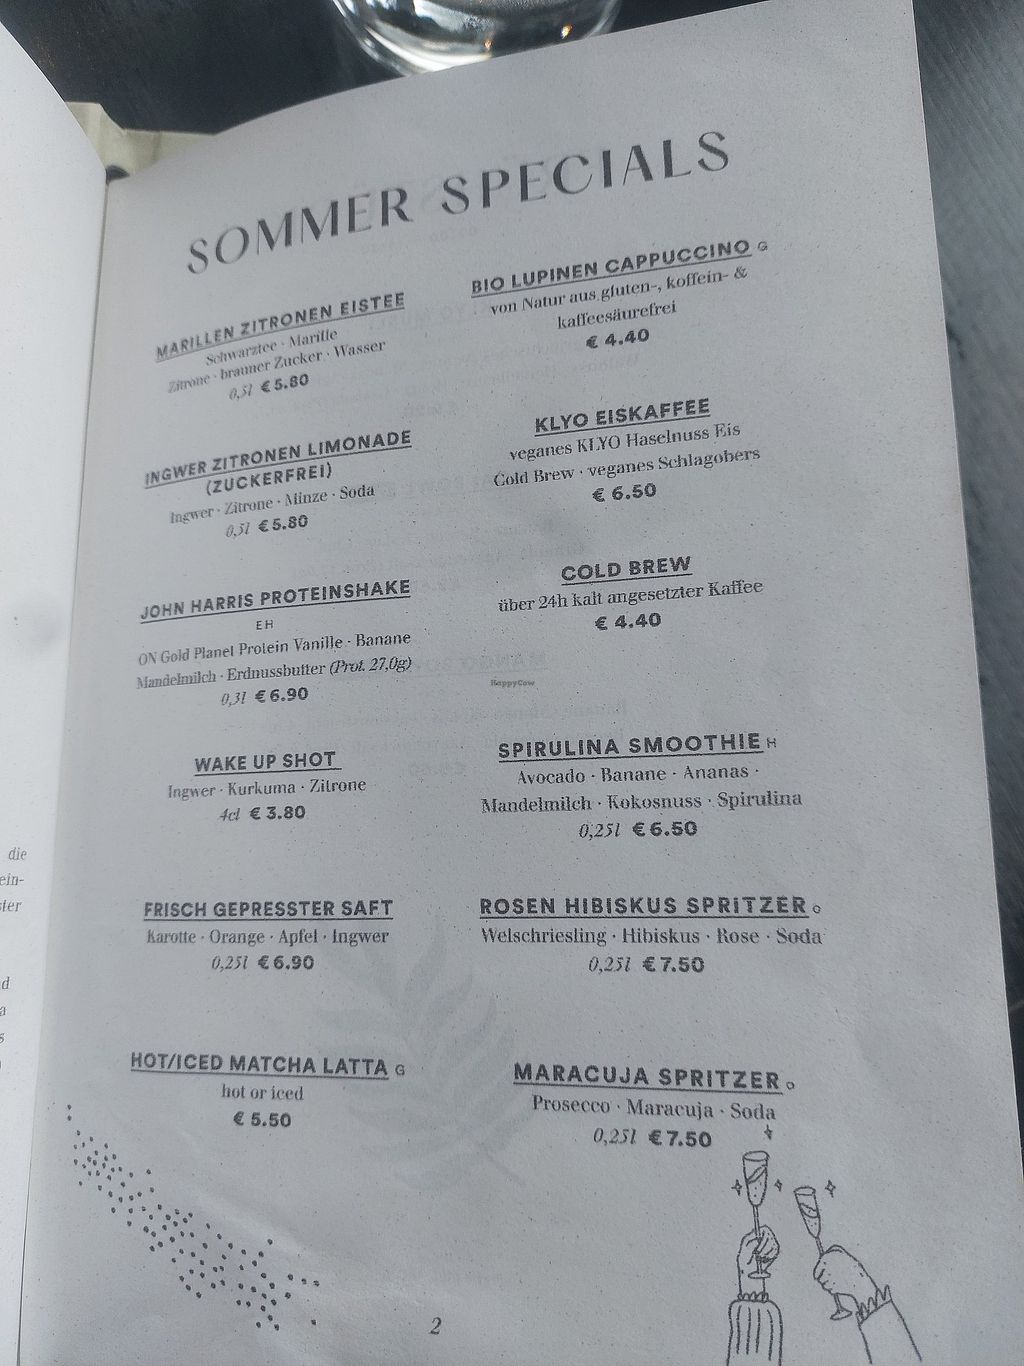 SOMMER SPECIALS
MARILLEN ZITRONEN EISTEE
Schwarztee · Marille
Zitrone · brauner Zucker · Wasser
0,5l € 5.80
INGWER ZITRONEN LIMONADE
(ZUCKERFREI)
Ingwer · Zitrone · Minze · Soda
0,5l € 5.80
JOHN HARRIS PROTEINSHAKE
E H
ON Gold Planet Protein Vanille · Banane
Mandelmilch · Erdnussbutter (Prot. 27,0g)
0,3l € 6.90
WAKE UP SHOT
Ingwer · Kurkuma · Zitrone
4cl € 3.80
FRISCH GEPRESSTER SAFT
Karotte · Orange · Apfel · Ingwer
0,25l € 6.90
HOT/ICED MATCHA LATTA G
hot or iced
€ 5.50
BIO LUPINEN CAPPUCCINO G
von Natur aus gluten-, koffein- &
kaffeesäurefrei
€ 4.40
KLYO EISKAFFEE
veganes KLYO Haselnuss Eis
Cold Brew · veganes Schlagobers
€ 6.50
COLD BREW
über 24h kalt angesetzter Kaffee
€ 4.40
HappyCow
SPIRULINA SMOOTHIE H
Avocado · Banane · Ananas ·
Mandelmilch · Kokosnuss · Spirulina
0,25l € 6.50
ROSEN HIBISKUS SPRITZER O
Welschriesling · Hibiskus · Rose · Soda
0,25l € 7.50
MARACUJA SPRITZER O
Prosecco · Maracuja · Soda
0,25l € 7.50
2
die
ein-
ster
d
a
s